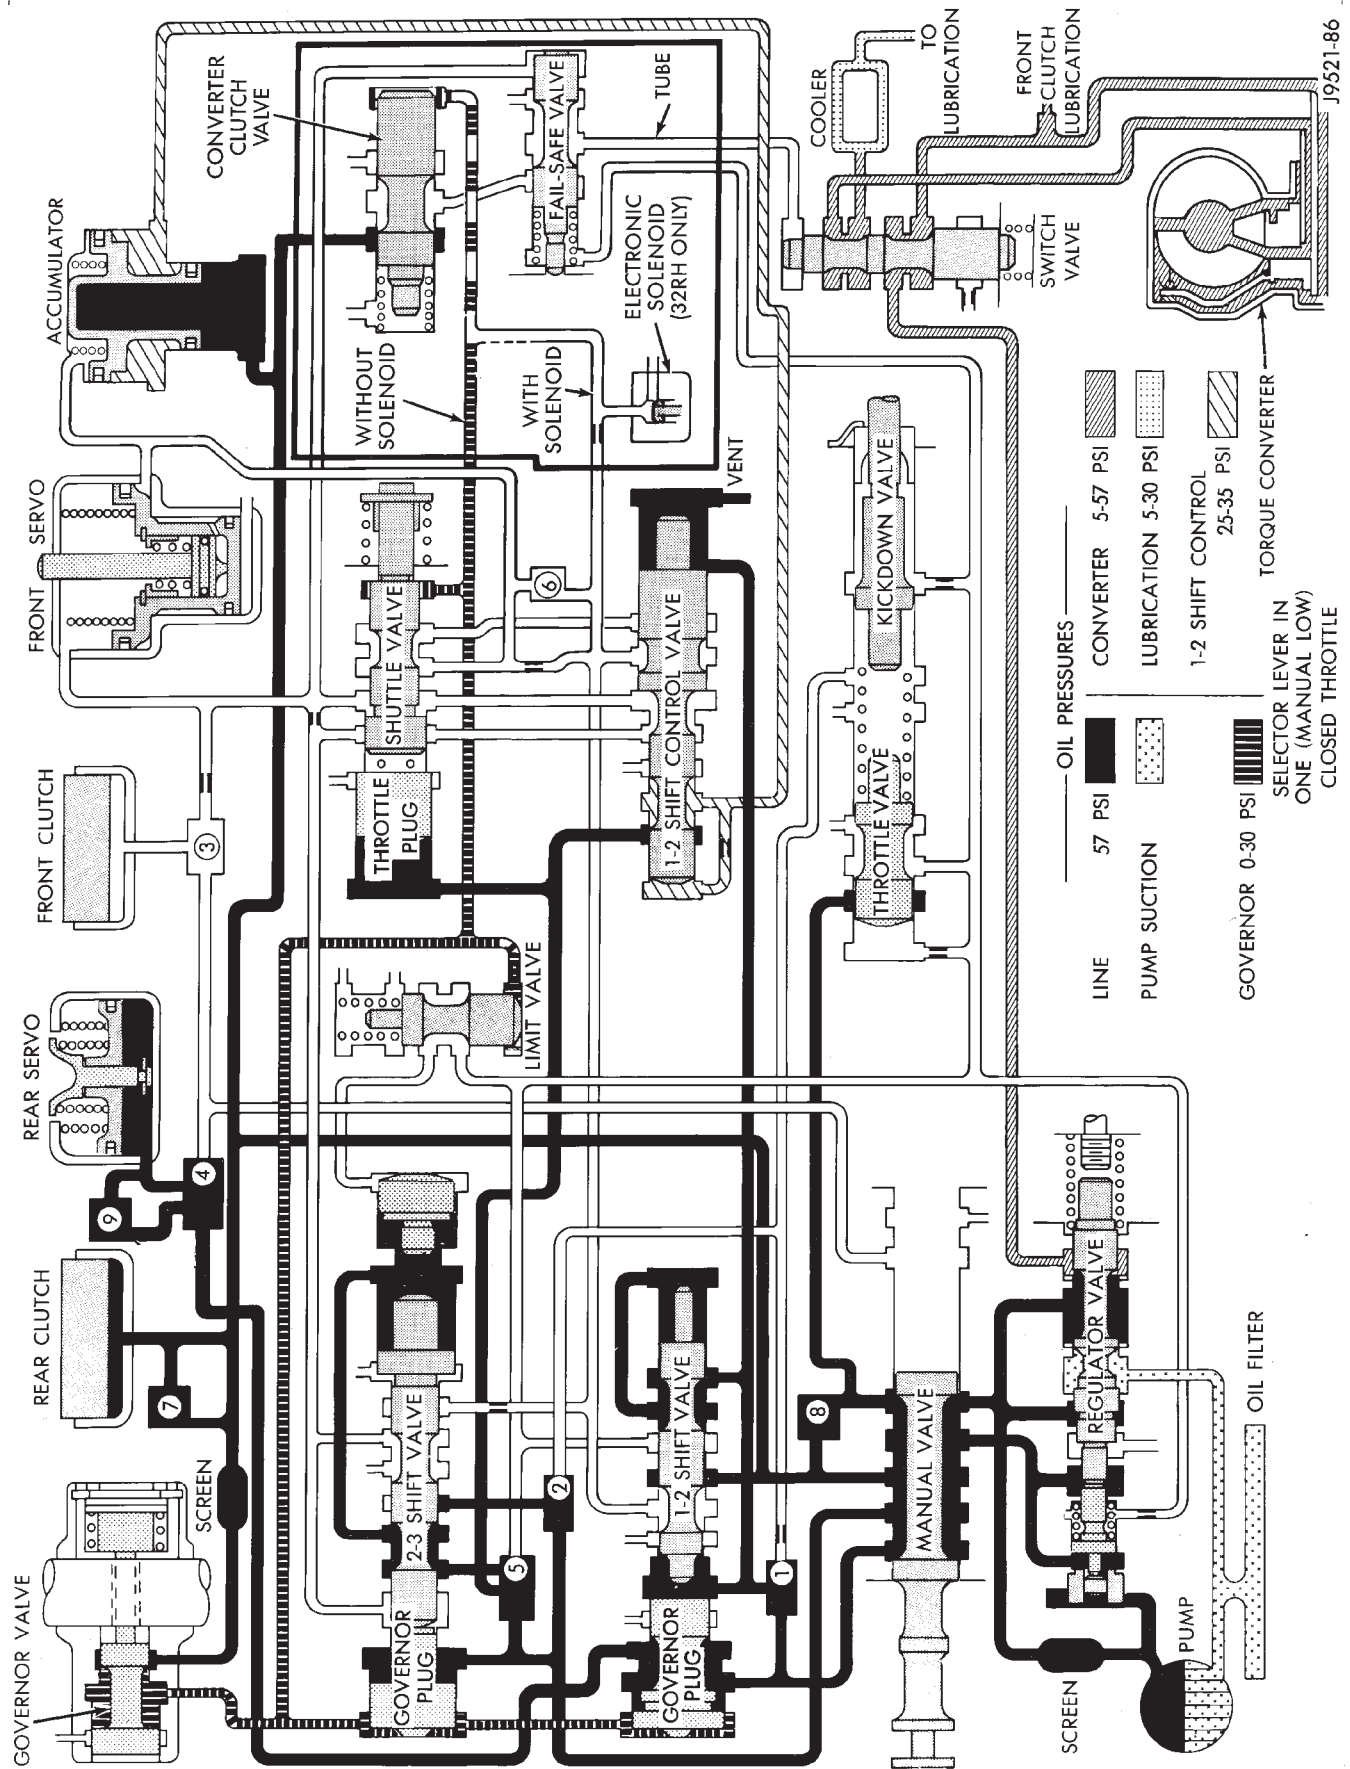 GOVERNOR VALVE
SCREEN
REAR CLUTCH
7
9
4
REAR SERVO
FRONT CLUTCH
3
FRONT SERVO
ACCUMULATOR
CONVERTER
CLUTCH
VALVE
WITHOUT
SOLENOID
WITH
SOLENOID
FAIL-SAFE VALVE
TUBE
ELECTRONIC
SOLENOID
(32RH ONLY)
GOVERNOR
PLUG
2-3 SHIFT VALVE
5
2
LIMIT VALVE
THROTTLE
PLUG
SHUTTLE VALVE
6
GOVERNOR
PLUG
1-2 SHIFT VALVE
1
8
1-2 SHIFT CONTROL VALVE
VENT
MANUAL VALVE
THROTTLE VALVE
KICKDOWN VALVE
COOLER
TO
LUBRICATION
FRONT
CLUTCH
LUBRICATION
SWITCH
VALVE
SCREEN
PUMP
REGULATOR VALVE
OIL FILTER
OIL PRESSURES
LINE 57 PSI
PUMP SUCTION
GOVERNOR 0-30 PSI
CONVERTER 5-57 PSI
LUBRICATION 5-30 PSI
1-2 SHIFT CONTROL
25-35 PSI
SELECTOR LEVER IN
ONE (MANUAL LOW)
CLOSED THROTTLE
TORQUE CONVERTER
J9521-86